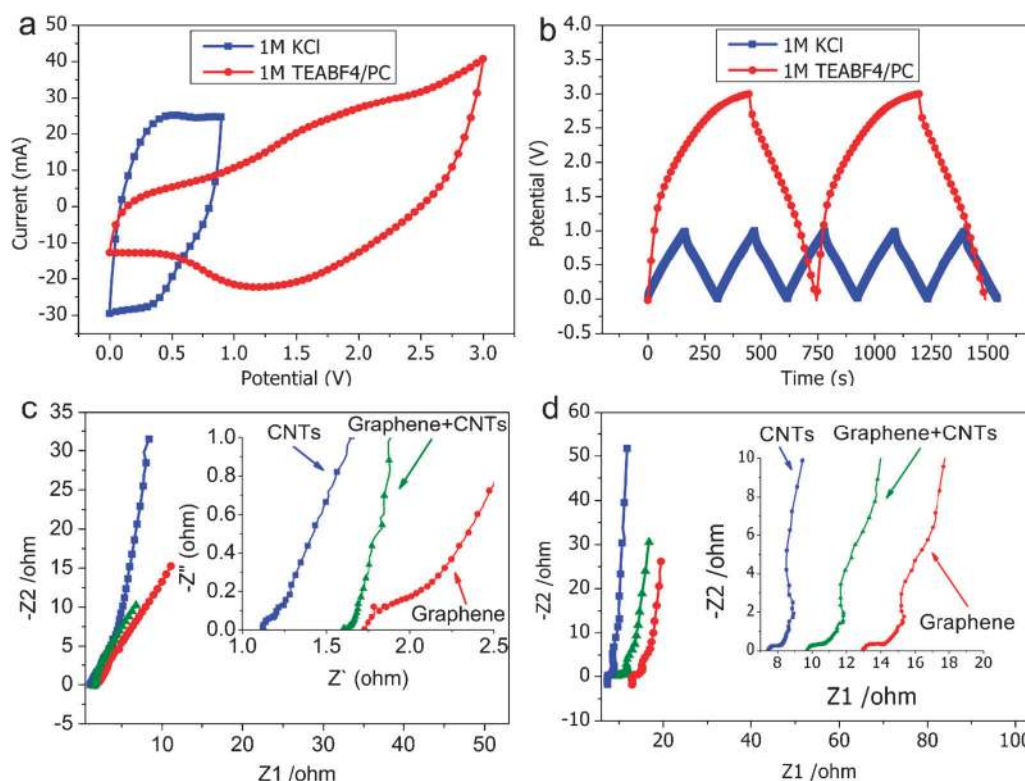 a
1M KCl
1M TEABF4/PC
50
40
30
20
10
0
-10
-20
-30
Current (mA)
0.0 0.5 1.0 1.5 2.0 2.5 3.0
Potential (V)
b
1M KCl
1M TEABF4/PC
4.0
3.5
3.0
2.5
2.0
1.5
1.0
0.5
0.0
-0.5
Potential (V)
0 250 500 750 1000 1250 1500
Time (s)
c
35
30
25
20
15
10
5
0
-5
-Z2 /ohm
10 20 30 40 50
Z1 /ohm
CNTs
Graphene+CNTs
Graphene
1.0
0.8
0.6
0.4
0.2
0.0
-Z'' (ohm)
1.0 1.5 2.0 2.5
Z` (ohm)
d
60
50
40
30
20
10
0
-10
-Z2 /ohm
20 40 60 80 100
Z1 /ohm
CNTs
Graphene+CNTs
Graphene
10
8
6
4
2
0
-Z2 /ohm
8 10 12 14 16 18 20
Z1 /ohm